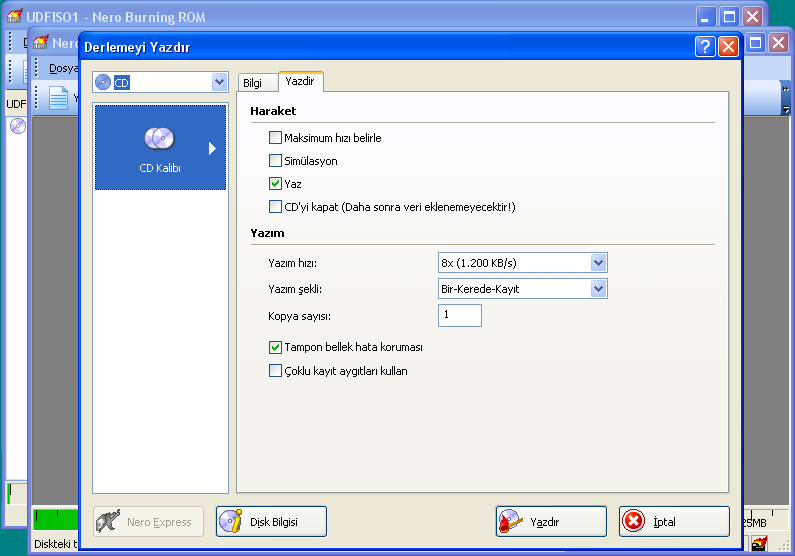 UDFISO1 - Nero Burning ROM
Nero
Derlemeyi Yazdır
Dosya
UDF
CD
Bilgi
Yazdir
CD Kalıbı
Haraket
Maksimum hızı belirle
Simülasyon
Yaz
CD'yi kapat (Daha sonra veri eklenemeyecektir!)
Yazım
Yazım hızı:
8x (1.200 KB/s)
Yazım şekli:
Bir-Kerede-Kayıt
Kopya sayısı:
1
Tampon bellek hata koruması
Çoklu kayıt aygıtları kullan
Nero Express
Disk Bilgisi
Yazdir
İptal
25MB
Diskteki t